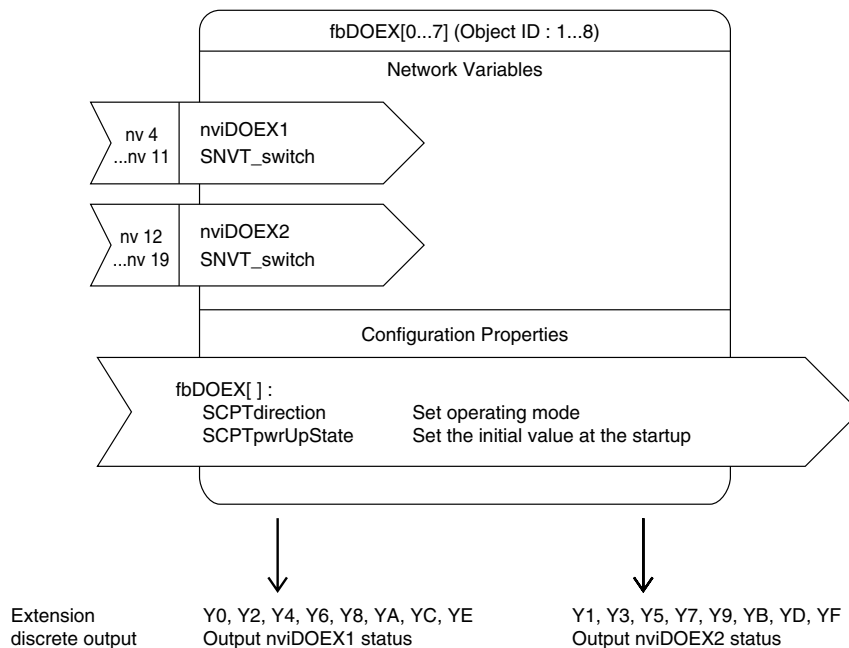 fbDOEX[0...7] (Object ID : 1...8)
Network Variables
nv 4
...nv 11
nviDOEX1
SNVT_switch
nv 12
...nv 19
nviDOEX2
SNVT_switch
Configuration Properties
fbDOEX[ ] :
SCPTdirection Set operating mode
SCPTpwrUpState Set the initial value at the startup
Extension
discrete output
Y0, Y2, Y4, Y6, Y8, YA, YC, YE
Output nviDOEX1 status
Y1, Y3, Y5, Y7, Y9, YB, YD, YF
Output nviDOEX2 status